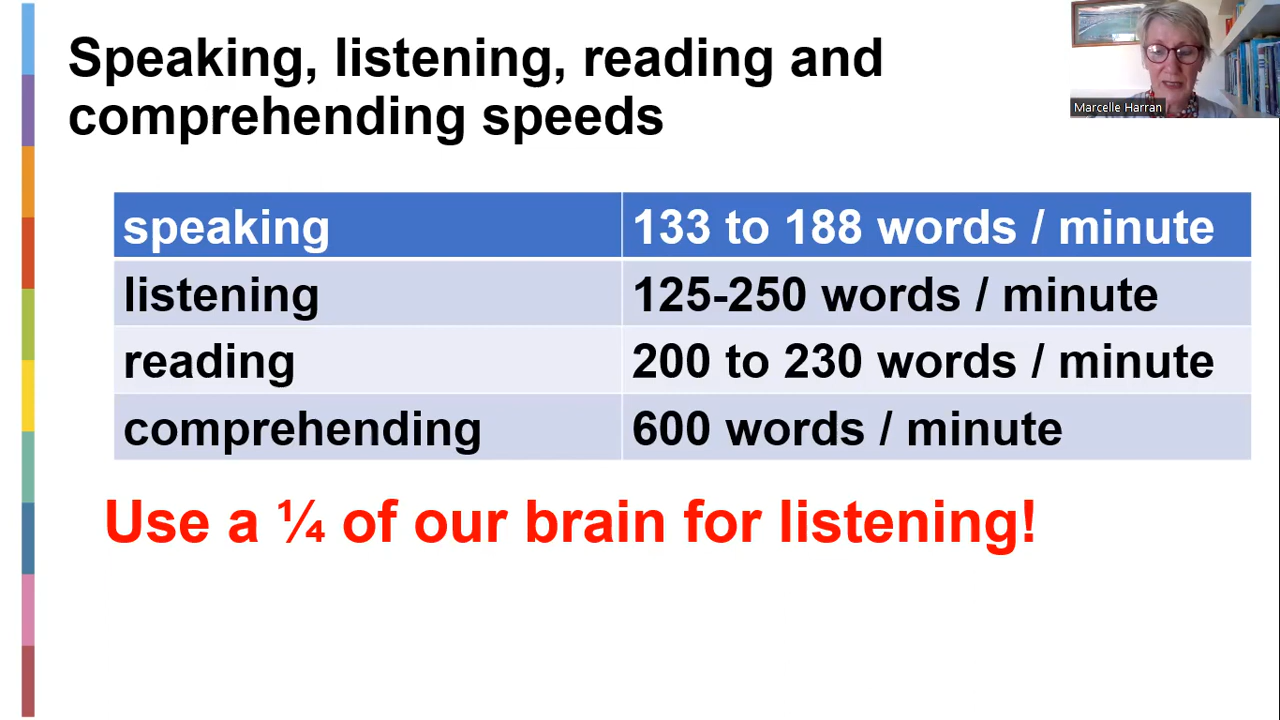 Speaking, listening, reading and
comprehending speeds
Marcelle Harran
speaking 133 to 188 words / minute
listening 125-250 words / minute
reading 200 to 230 words / minute
comprehending 600 words / minute
Use a ¼ of our brain for listening!